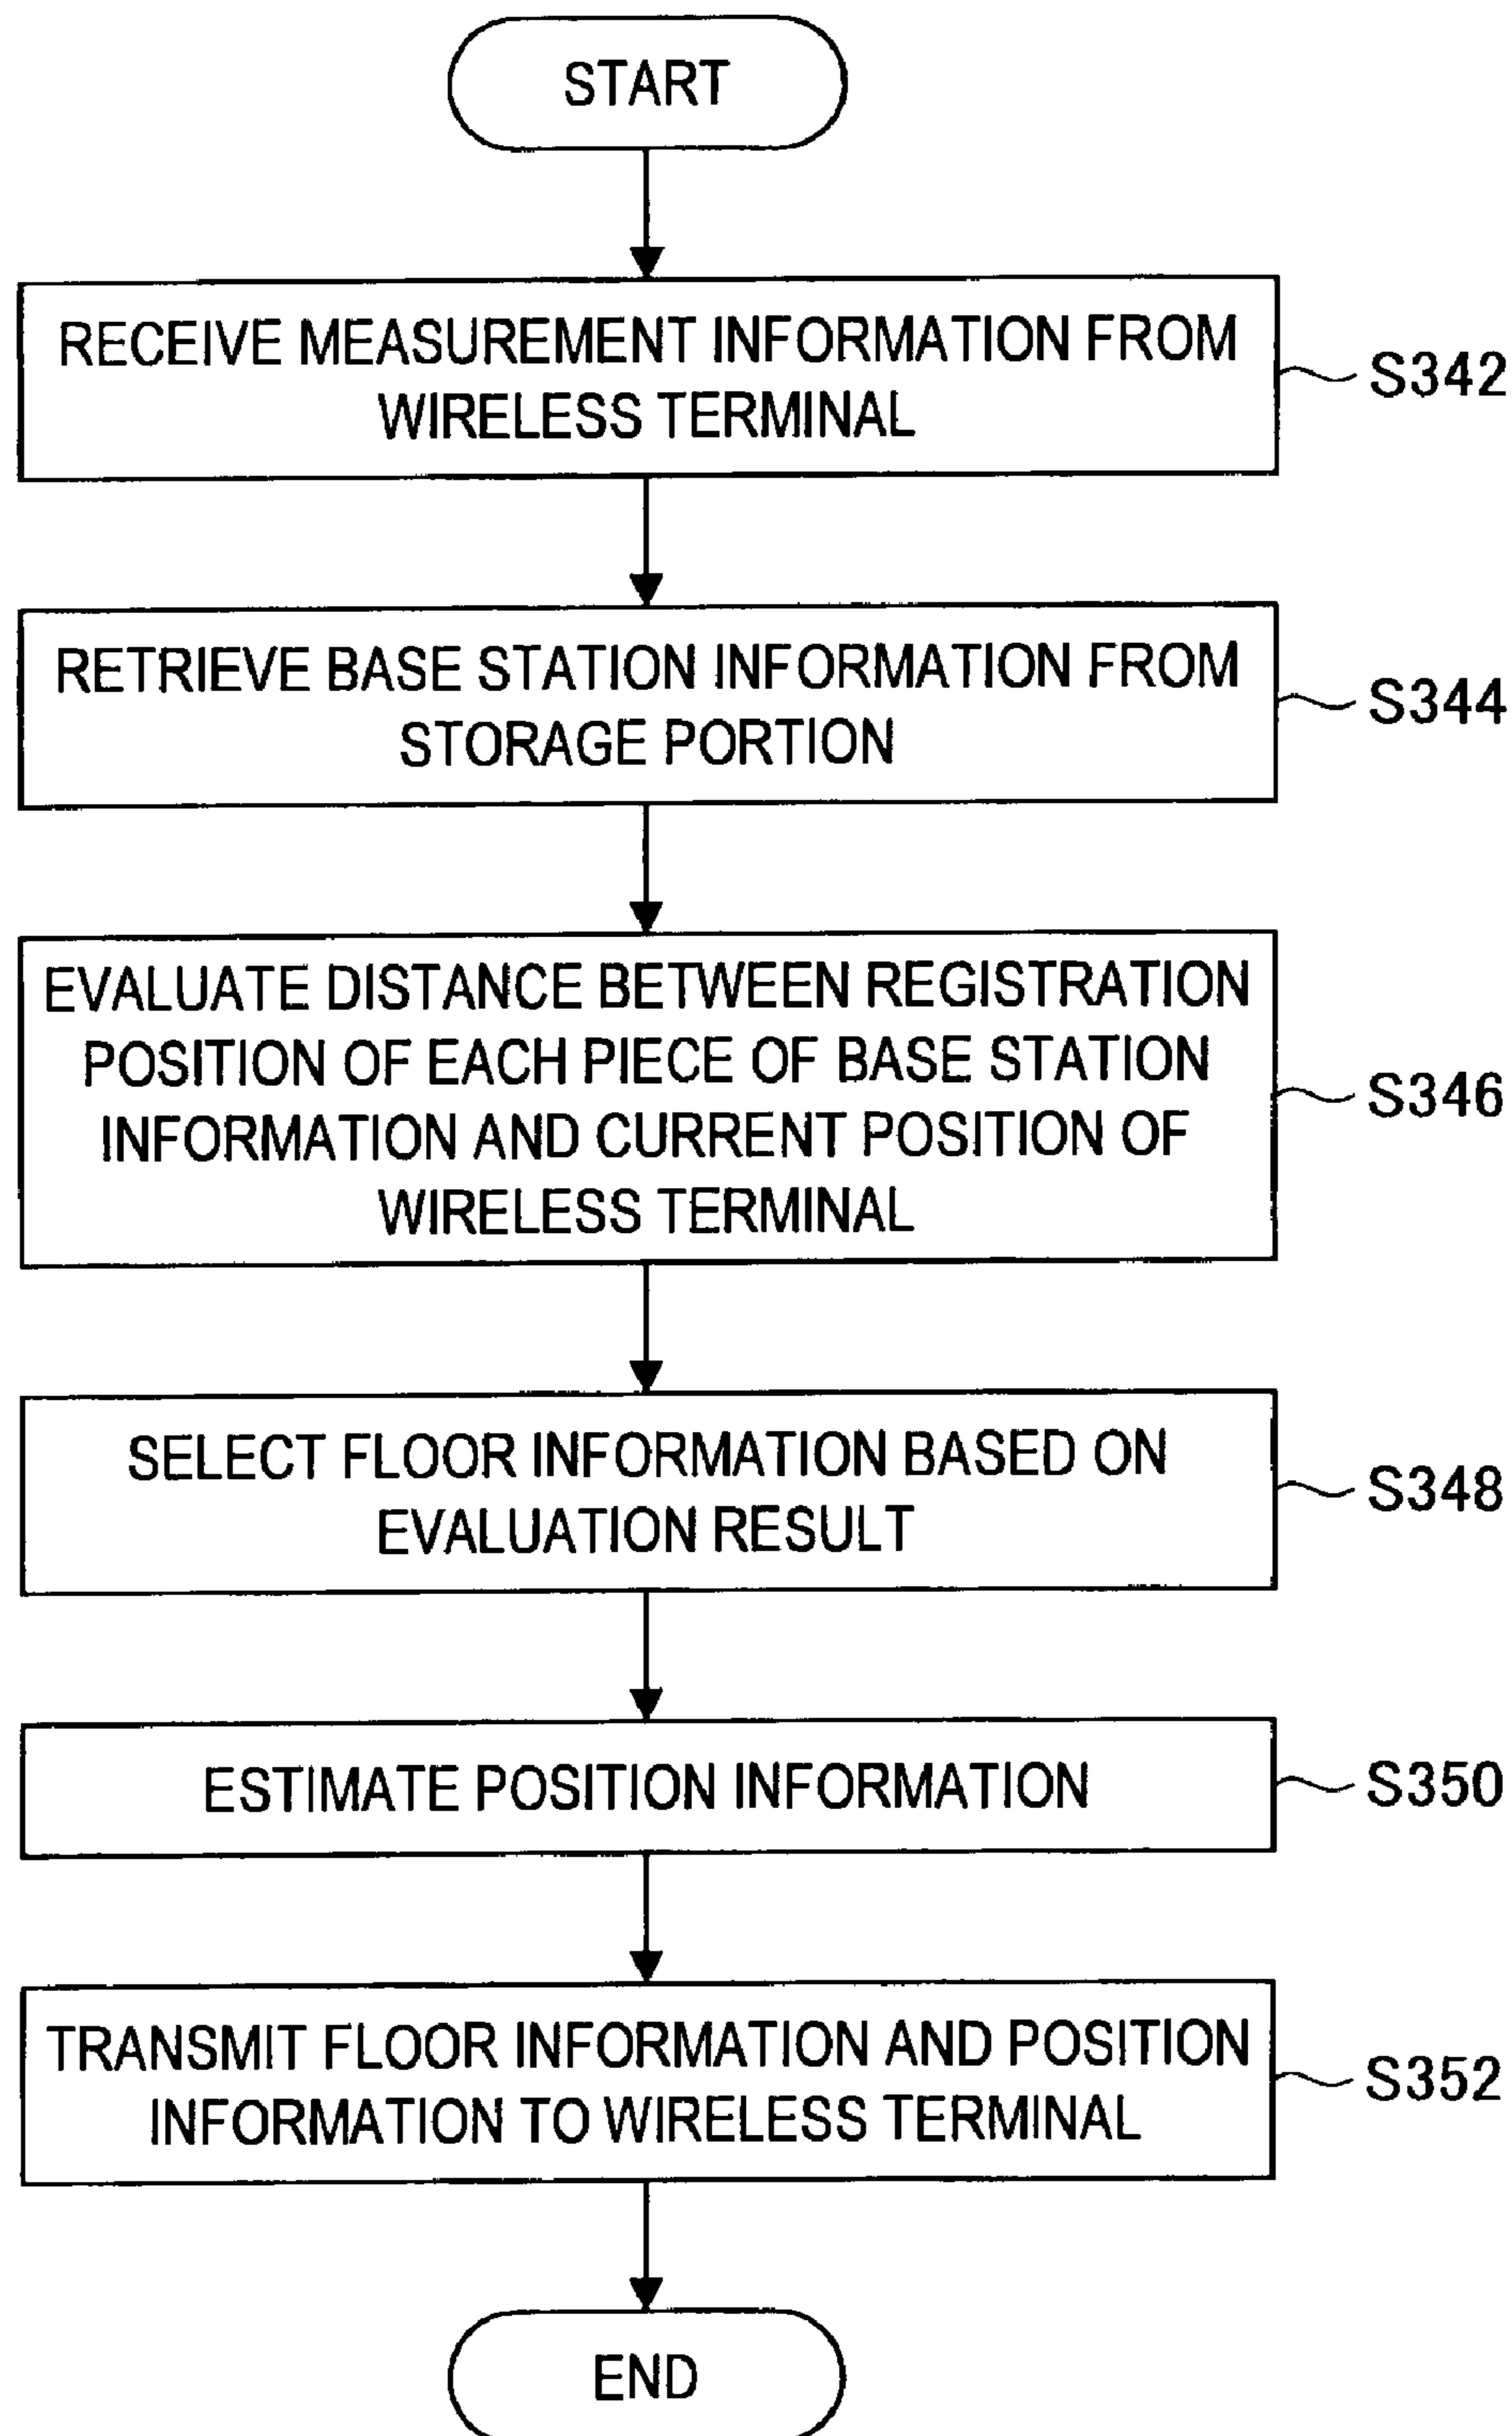 START
RECEIVE MEASUREMENT INFORMATION FROM
WIRELESS TERMINAL
S342
RETRIEVE BASE STATION INFORMATION FROM
STORAGE PORTION
S344
EVALUATE DISTANCE BETWEEN REGISTRATION
POSITION OF EACH PIECE OF BASE STATION
INFORMATION AND CURRENT POSITION OF
WIRELESS TERMINAL
S346
SELECT FLOOR INFORMATION BASED ON
EVALUATION RESULT
S348
ESTIMATE POSITION INFORMATION
S350
TRANSMIT FLOOR INFORMATION AND POSITION
INFORMATION TO WIRELESS TERMINAL
S352
END